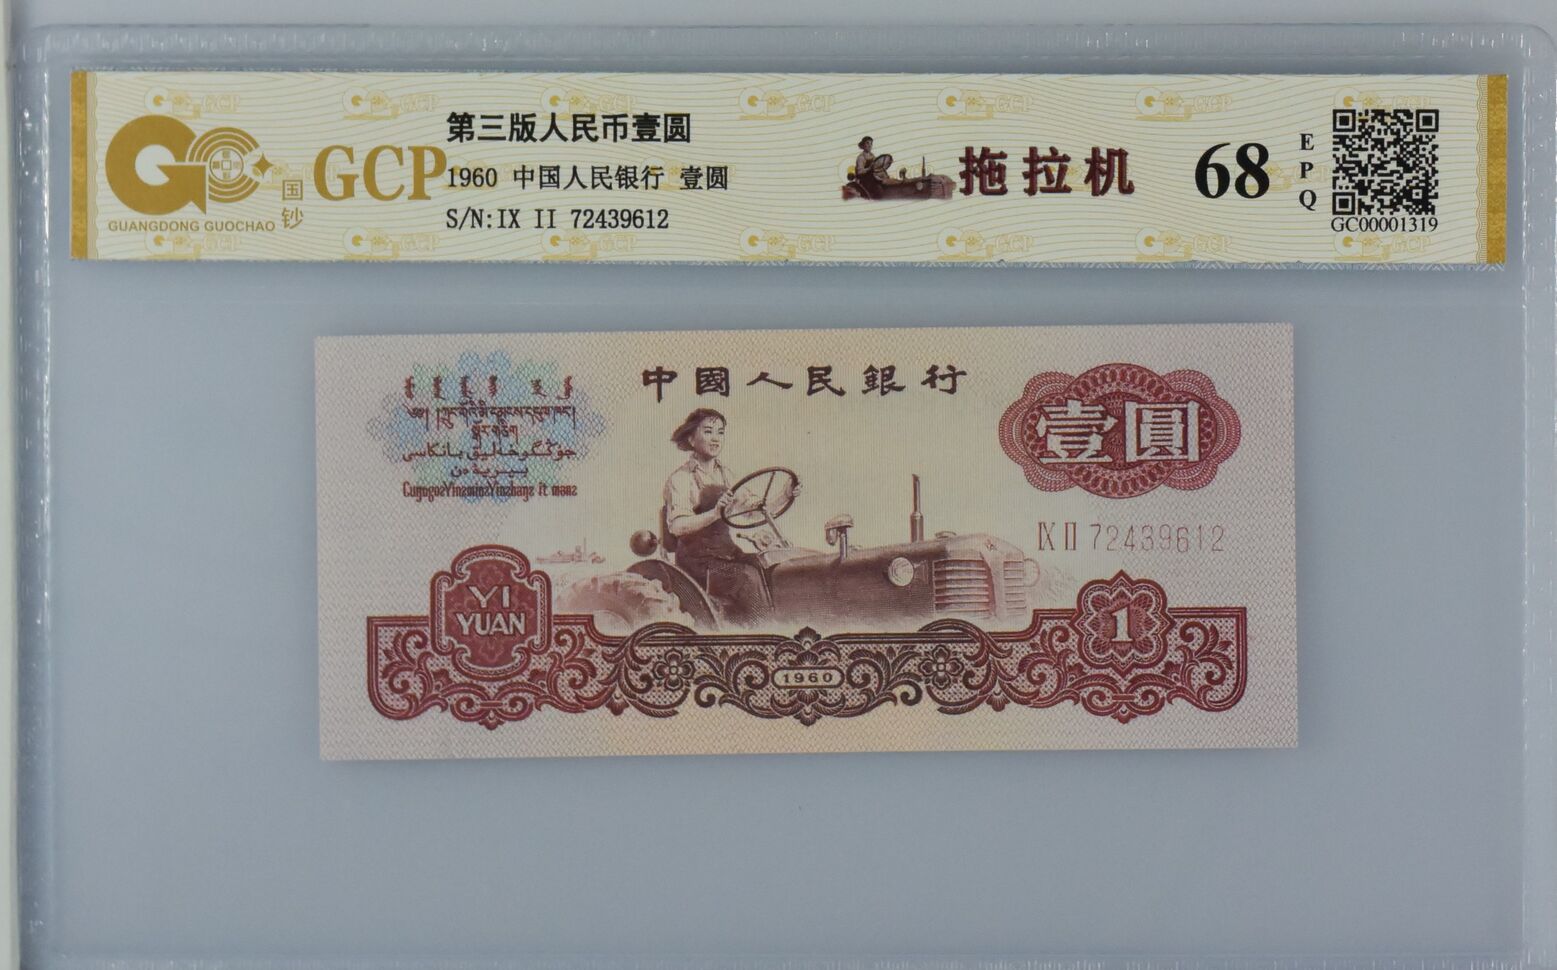 GCP
国钞
GUANGDONG GUOCHAO
第三版人民币壹圆
1960 中国人民银行 壹圆
S/N:IX II 72439612
拖拉机
68
EPQ
GC00001319
中國人民銀行
壹圓
IX II 72439612
YI
YUAN
1960
1